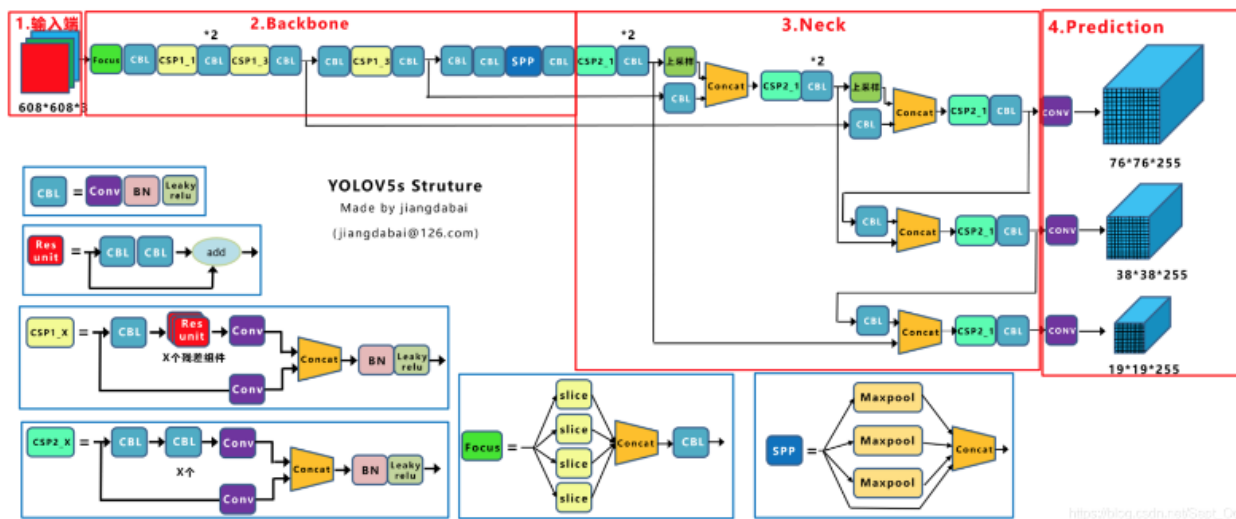 1.输入端
2.Backbone
3.Neck
4.Prediction
*2
*2
*2
Focus CBL CSP1_1 CBL CSP1_3 CBL CBL CSP1_3 CBL CBL CBL SPP CBL CSP2_1 CBL 上采样
CBL Concat CSP2_1 CBL 上采样
CBL Concat CSP2_1 CBL CONV
608*608*3
76*76*255
CBL = Conv BN Leaky relu
YOLOV5s Struture
Made by jiangdabai
(jiangdabai@126.com)
CBL Concat CSP2_1 CBL CONV
38*38*255
Res unit = CBL CBL add
CBL Concat CSP2_1 CBL CONV
19*19*255
CSP1_X = CBL Res unit Conv
X个残差组件
Concat BN Leaky relu
Conv
CSP2_X = CBL CBL Conv
X个
Concat BN Leaky relu
Conv
Focus = slice
slice
slice
slice
Concat CBL
SPP = Maxpool
Maxpool
Maxpool
Concat